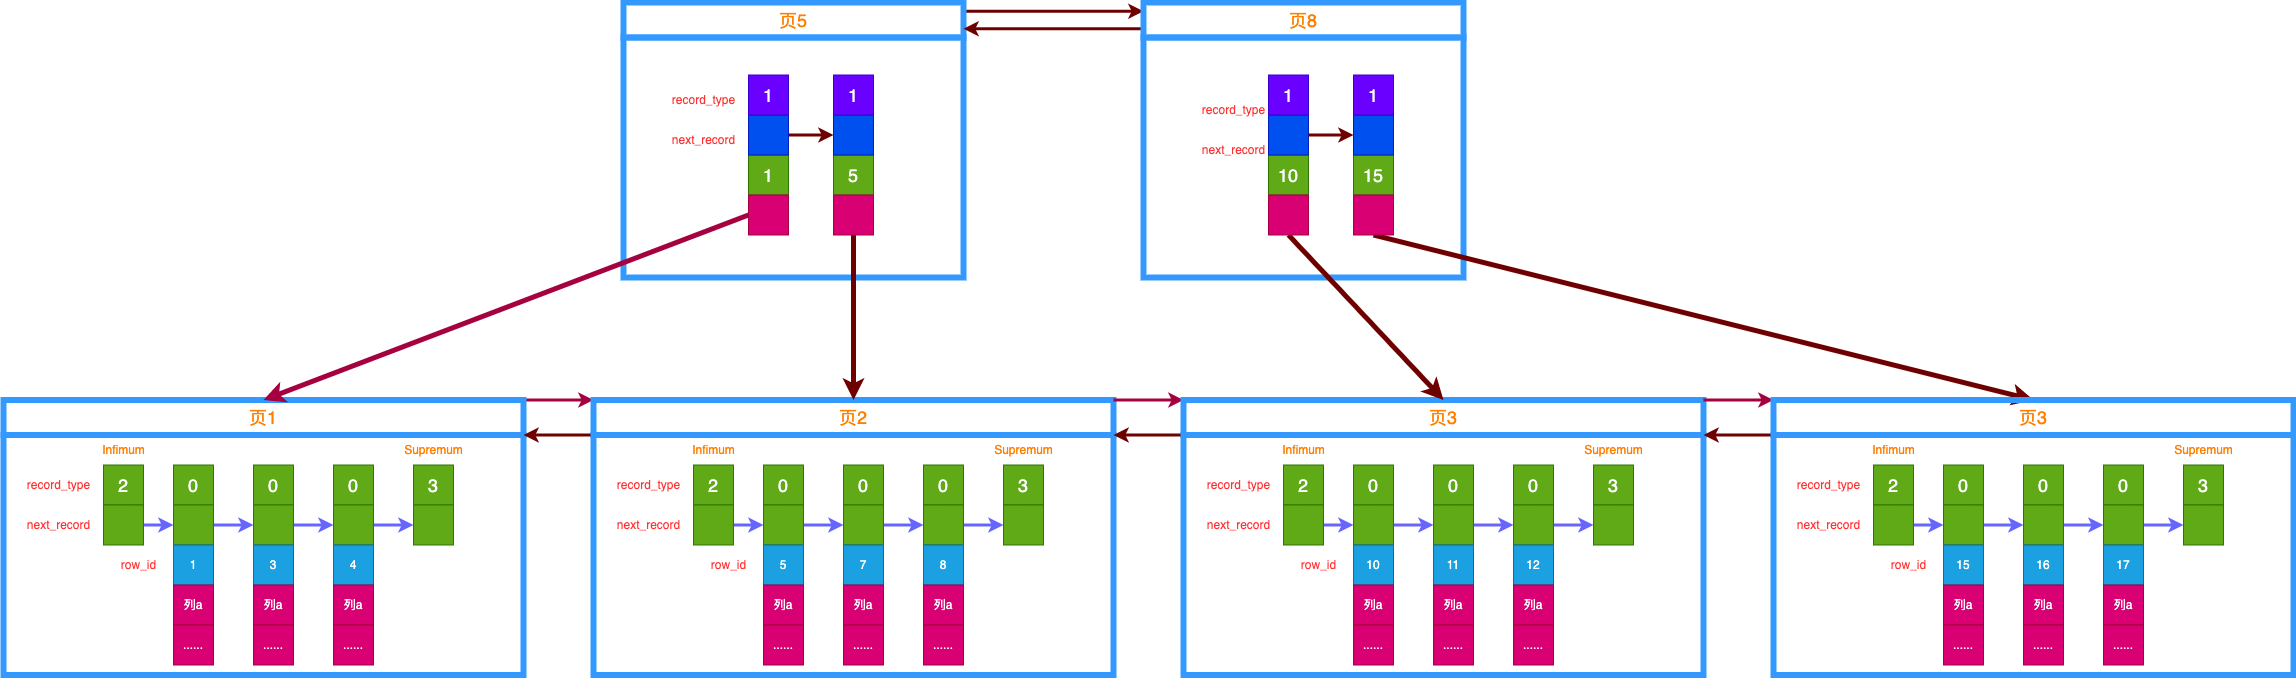 页5
页8
record_type
1
1
next_record
1
5
record_type
1
1
next_record
10
15
页1
Infimum
Supremum
record_type
2
0
0
0
3
next_record
row_id
1
3
4
列a
列a
列a
......
......
......
页2
Infimum
Supremum
record_type
2
0
0
0
3
next_record
row_id
5
7
8
列a
列a
列a
......
......
......
页3
Infimum
Supremum
record_type
2
0
0
0
3
next_record
row_id
10
11
12
列a
列a
列a
......
......
......
页3
Infimum
Supremum
record_type
2
0
0
0
3
next_record
row_id
15
16
17
列a
列a
列a
......
......
......